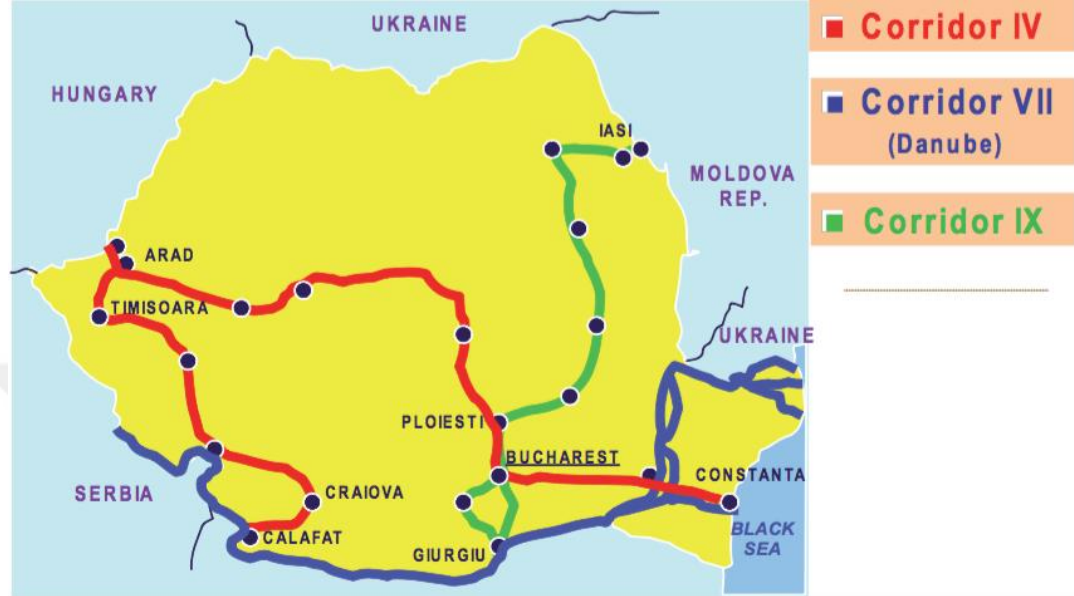 UKRAINE
HUNGARY
IASI
MOLDOVA
REP.
ARAD
TIMISOARA
UKRAINE
PLOIESTI
BUCHAREST
CONSTANTA
SERBIA
CRAIOVA
CALAFAT
GIURGIU
BLACK
SEA
Corridor IV
Corridor VII
(Danube)
Corridor IX